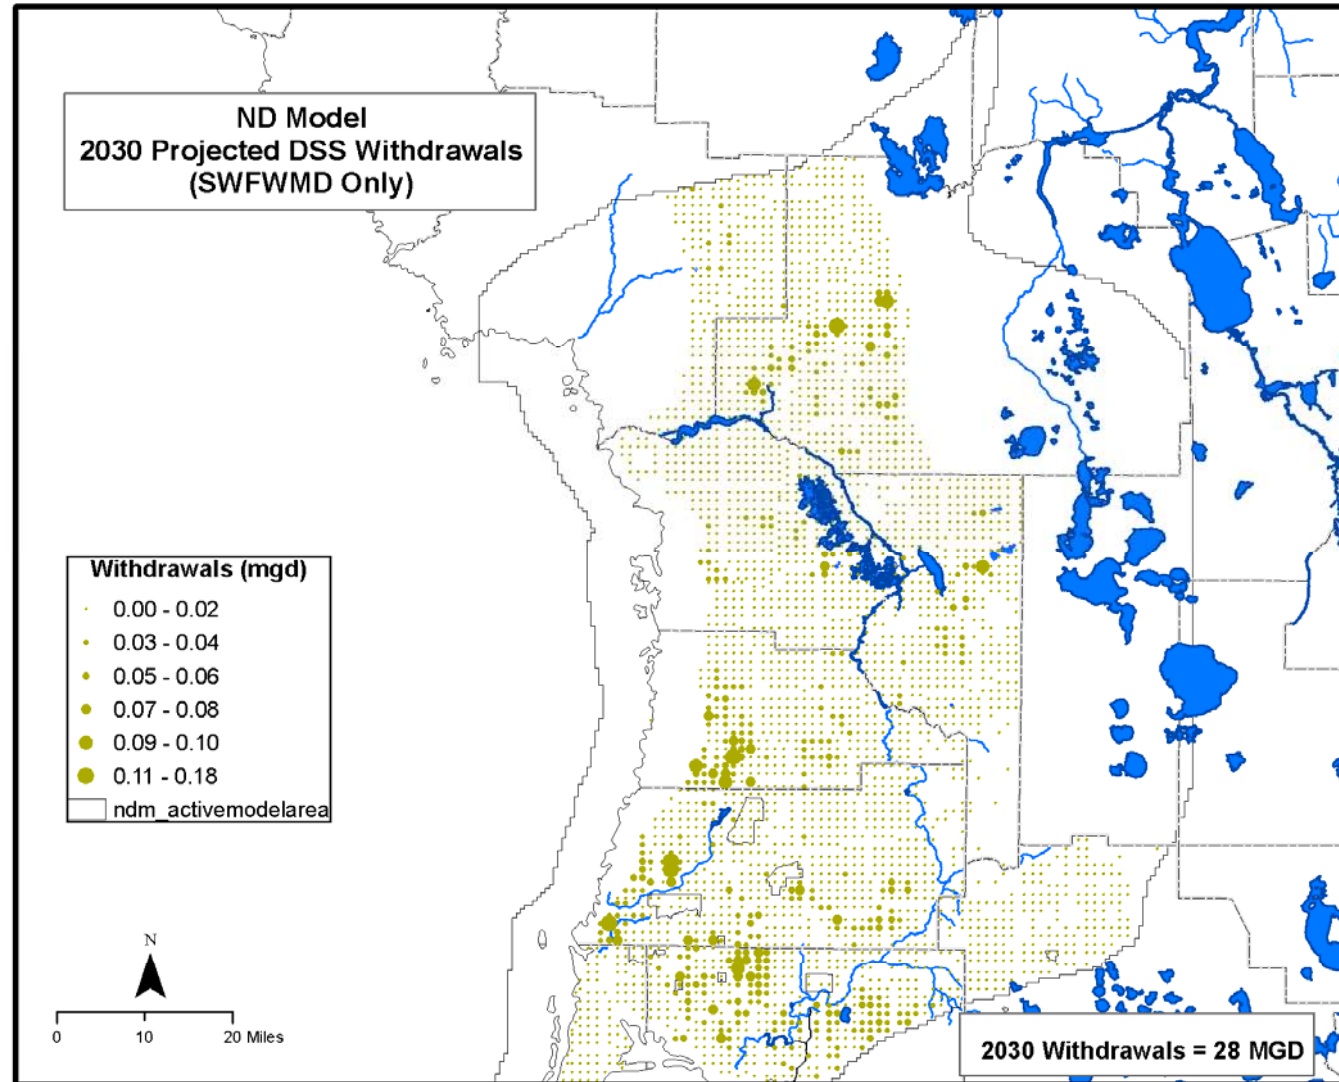 ND Model
2030 Projected DSS Withdrawals
(SWFWMD Only)
Withdrawals (mgd)
0.00 - 0.02
0.03 - 0.04
0.05 - 0.06
0.07 - 0.08
0.09 - 0.10
0.11 - 0.18
ndm_activemodelarea
N
0 10 20 Miles
2030 Withdrawals = 28 MGD